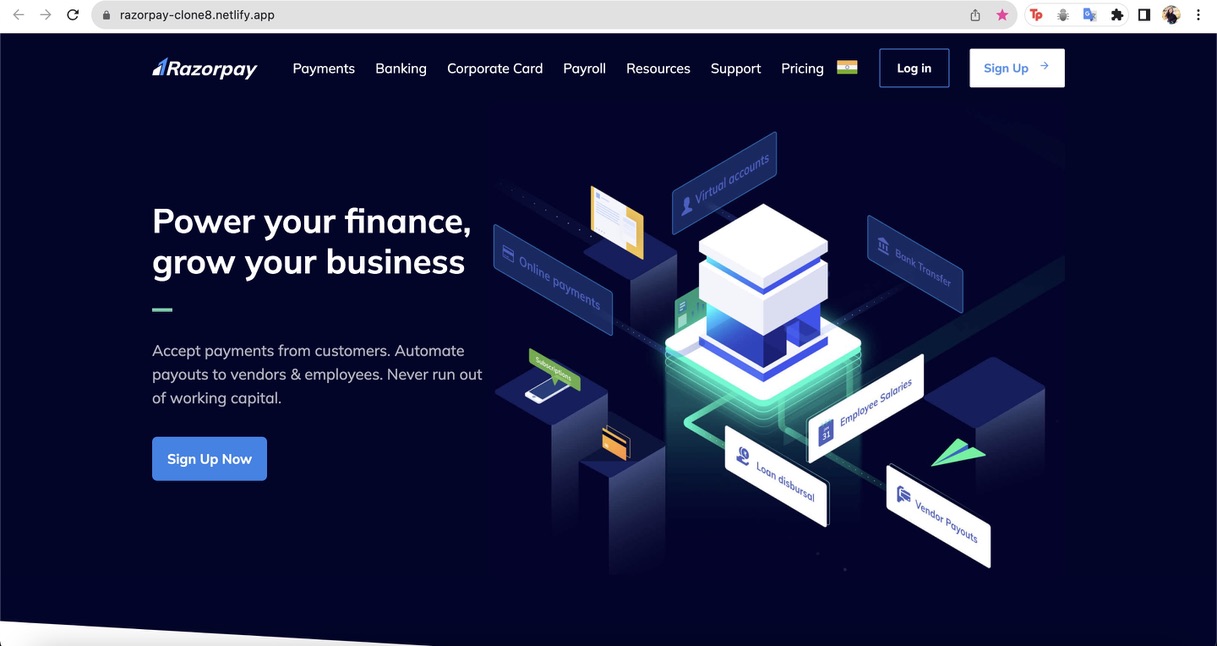 razorpay-clone8.netlify.app
Razorpay
Payments
Banking
Corporate Card
Payroll
Resources
Support
Pricing
Log in
Sign Up
Power your finance,
grow your business
Accept payments from customers. Automate
payouts to vendors & employees. Never run out
of working capital.
Sign Up Now
Virtual accounts
Online payments
Bank Transfer
Subscriptions
Employee Salaries
31
Loan disbursal
Vendor Payouts
Tp